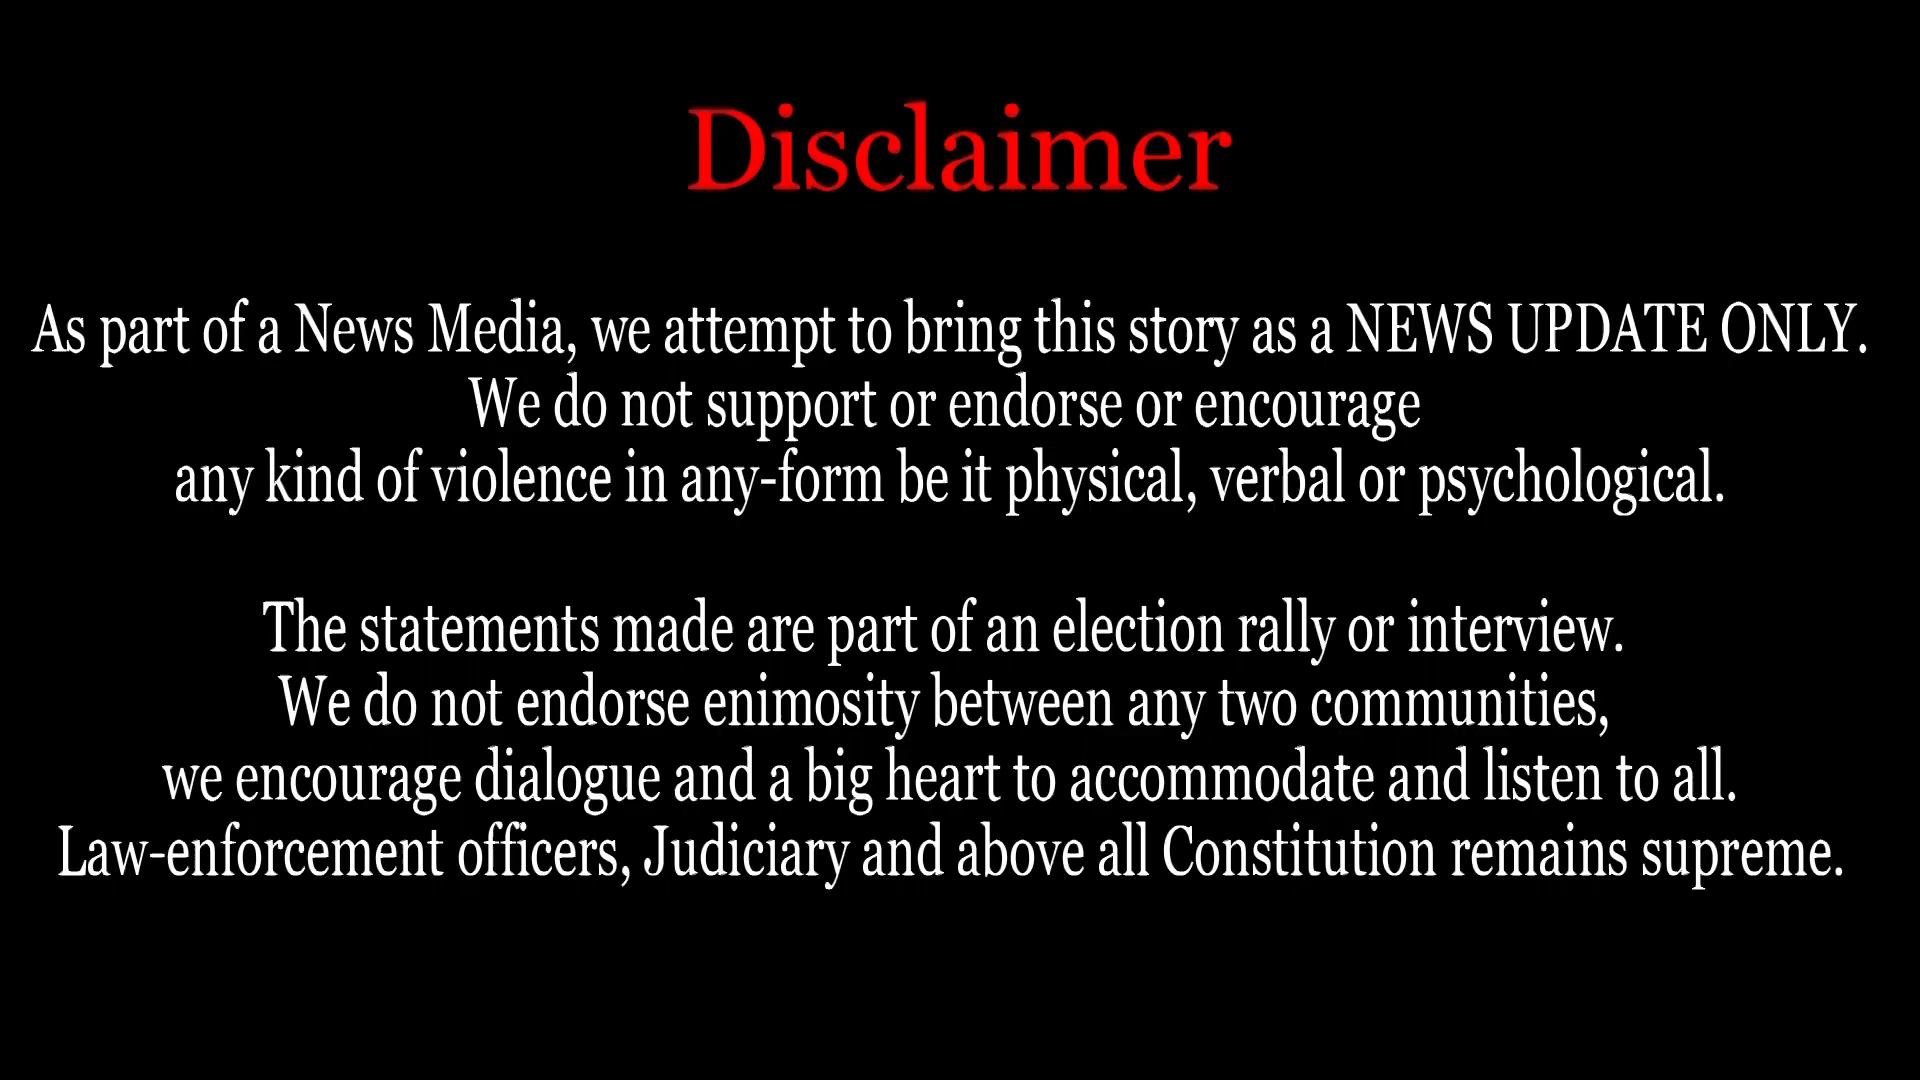 Disclaimer
As part of a News Media, we attempt to bring this story as a NEWS UPDATE ONLY.
We do not support or endorse or encourage
any kind of violence in any-form be it physical, verbal or psychological.
The statements made are part of an election rally or interview.
We do not endorse enimosity between any two communities,
we encourage dialogue and a big heart to accommodate and listen to all.
Law-enforcement officers, Judiciary and above all Constitution remains supreme.